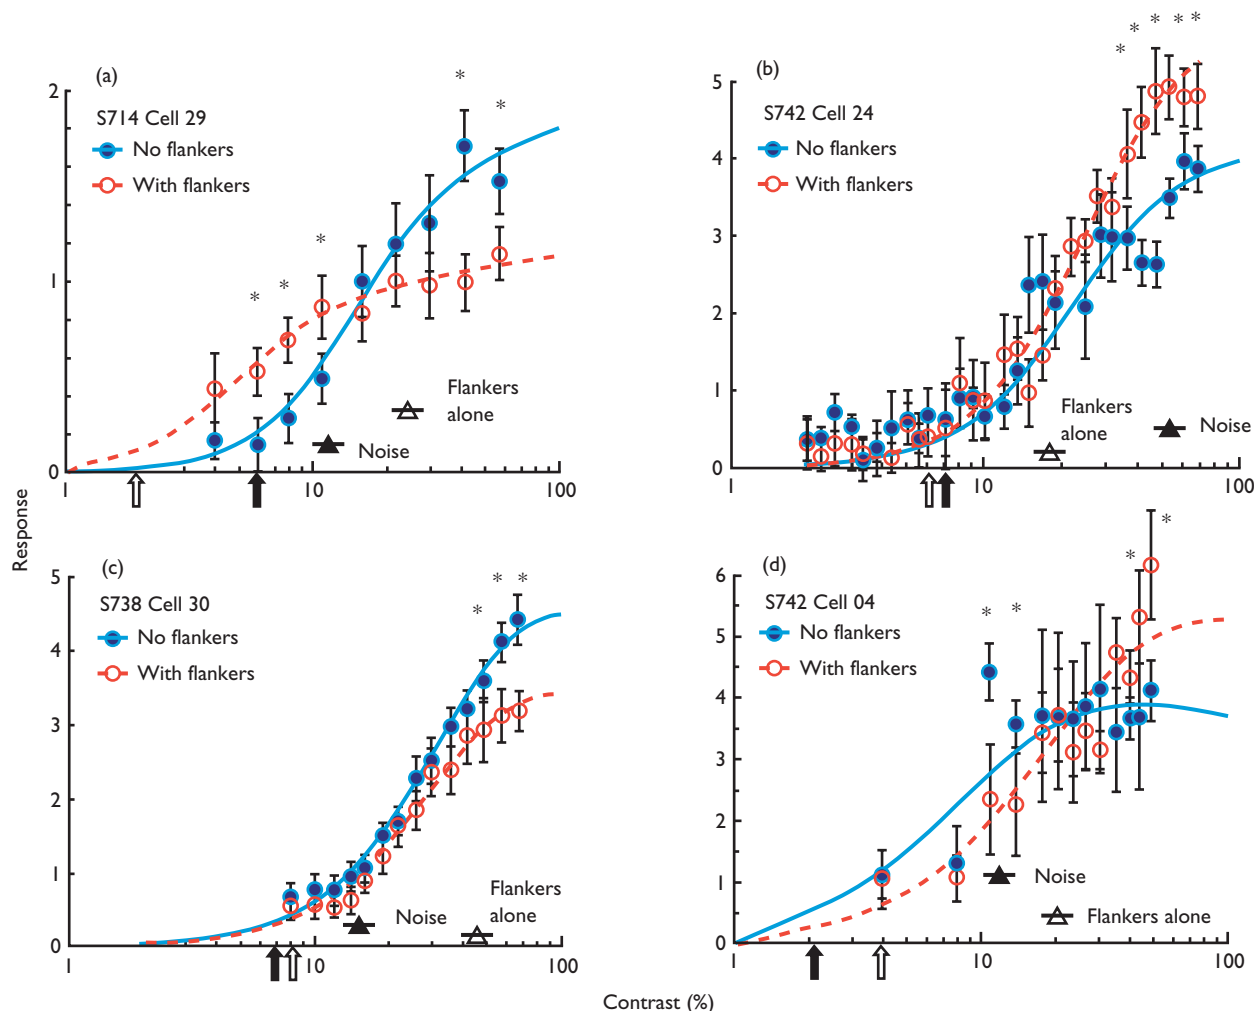 (a)
S714 Cell 29
No flankers
With flankers
* * * * *
2
1
0
Flankers
alone
Noise
1 10 100
(b)
S742 Cell 24
No flankers
With flankers
* * * * *
5
4
3
2
1
0
Flankers
alone
Noise
1 10 100
Response
(c)
S738 Cell 30
No flankers
With flankers
* * *
5
4
3
2
1
0
Flankers
alone
Noise
1 10 100
(d)
S742 Cell 04
No flankers
With flankers
* * * *
6
5
4
3
2
1
0
Noise
Flankers alone
1 10 100
Contrast (%)